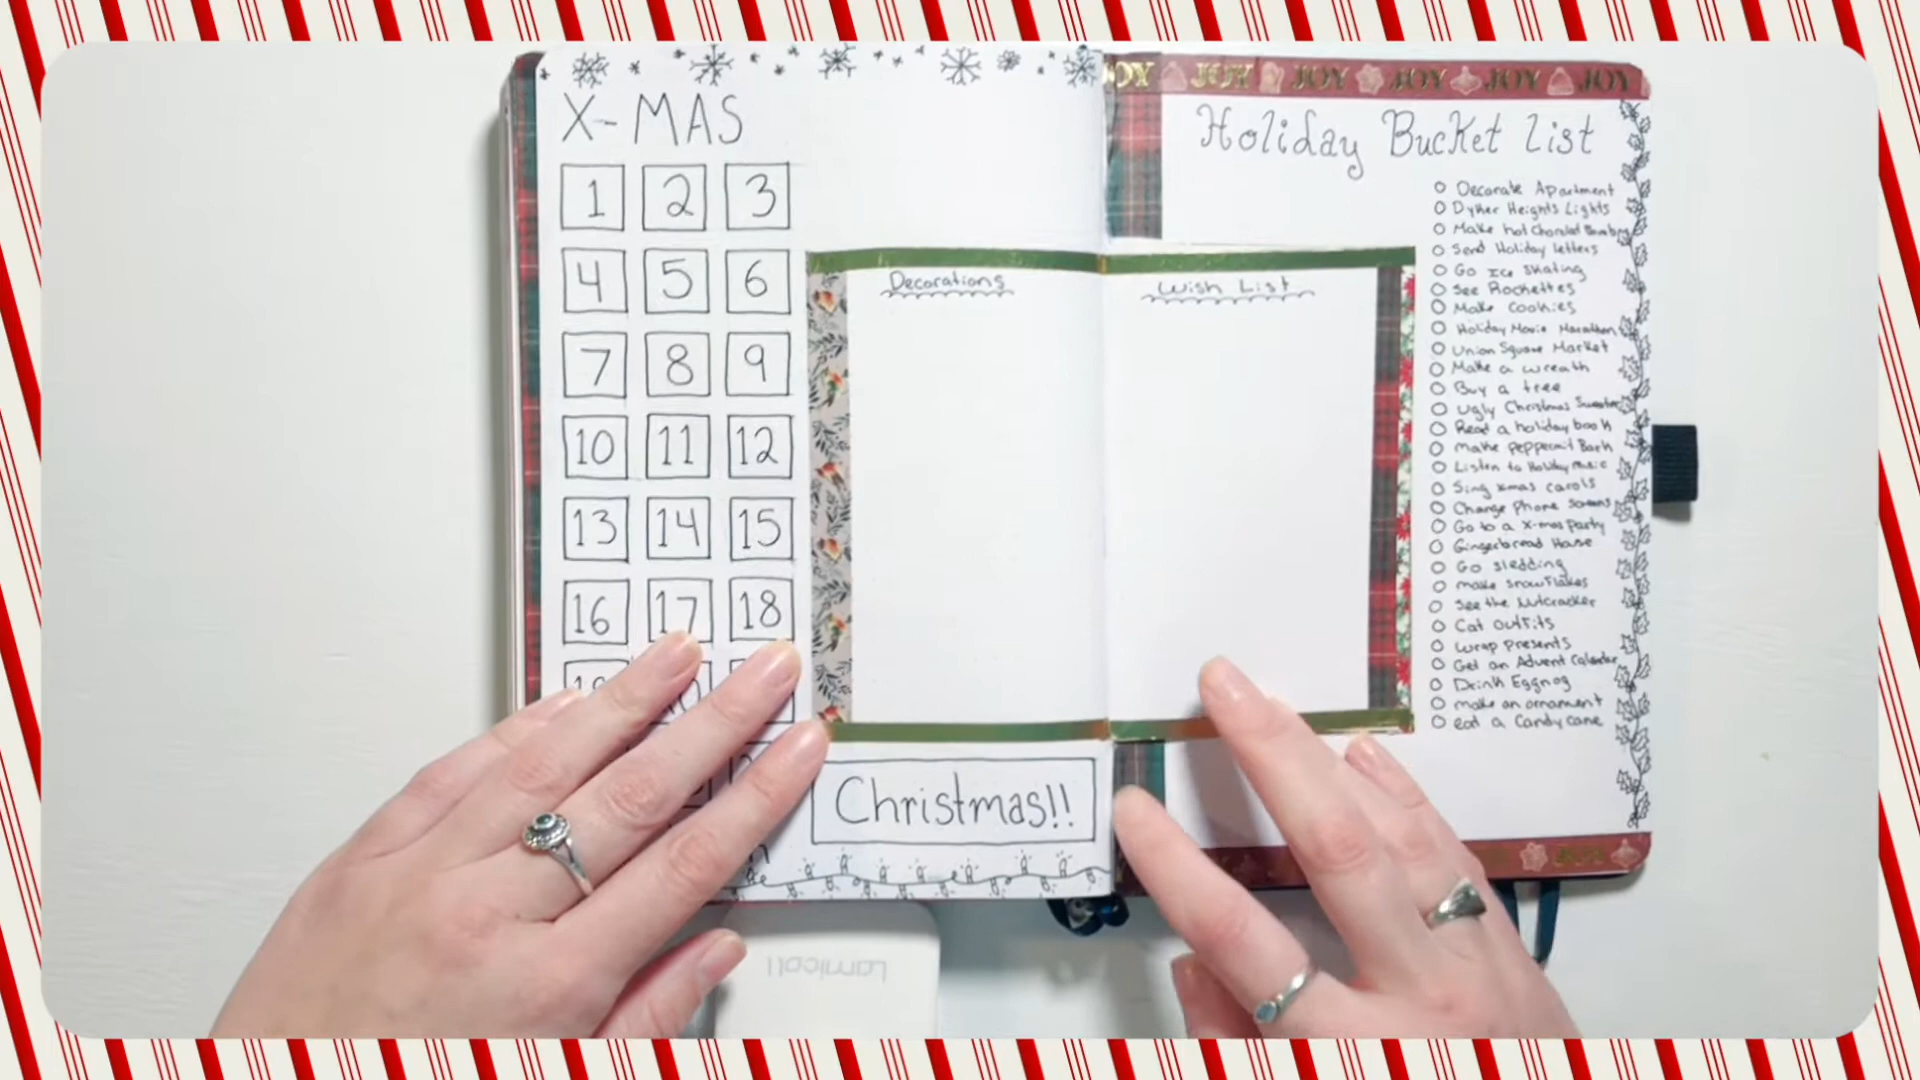 X-MAS
1 2 3
4 5 6
7 8 9
10 11 12
13 14 15
16 17 18
Christmas!!
Decorations
Wish List
JOY JOY JOY JOY JOY JOY
Holiday Bucket List
Decorate Apartment
Dyker Heights Lights
Make hot
Send Holiday letters
Go Ice Skating
See Rockettes
Make Cookies
Holiday Movie Marathon
Union Square Market
Make a wreath
Buy a tree
Ugly Christmas Sweater
Read a holiday book
make peppermint Bark
Listen to Holiday music
Sing xmas carols
Change Phone
Go to a X-mas party
Gingerbread House
Go sledding
make snowflakes
See the Nutcracker
Cat outfits
Wrap presents
Get an Advent Calendar
Drink Eggnog
make an ornament
eat a Candy cane
Lamicall